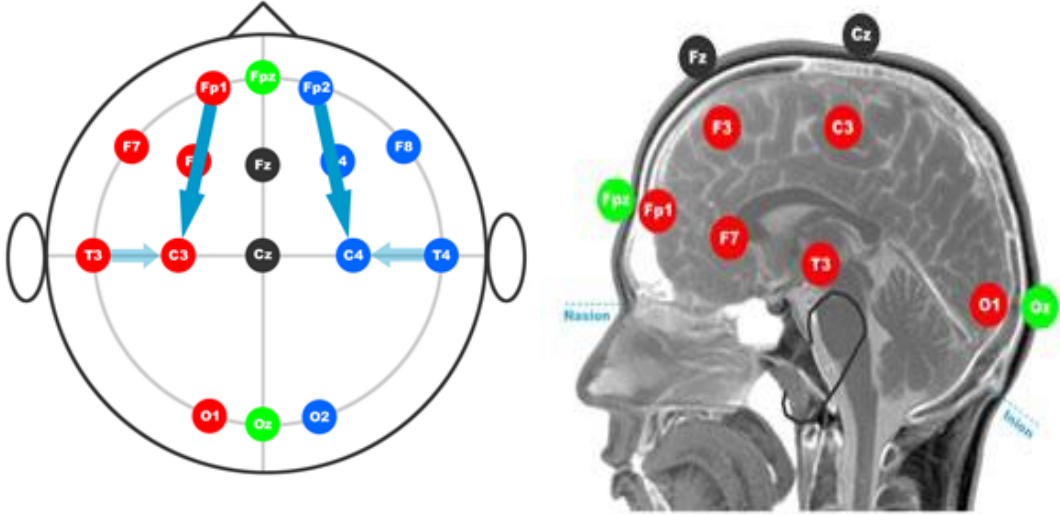 Fp1 Fpz Fp2
F7 F Fz 4 F8
T3 C3 Cz C4 T4
O1 Oz O2
Cz
Fz
F3 C3
Fpz Fp1
F7
T3
O1 Oz
Nasion
Inion